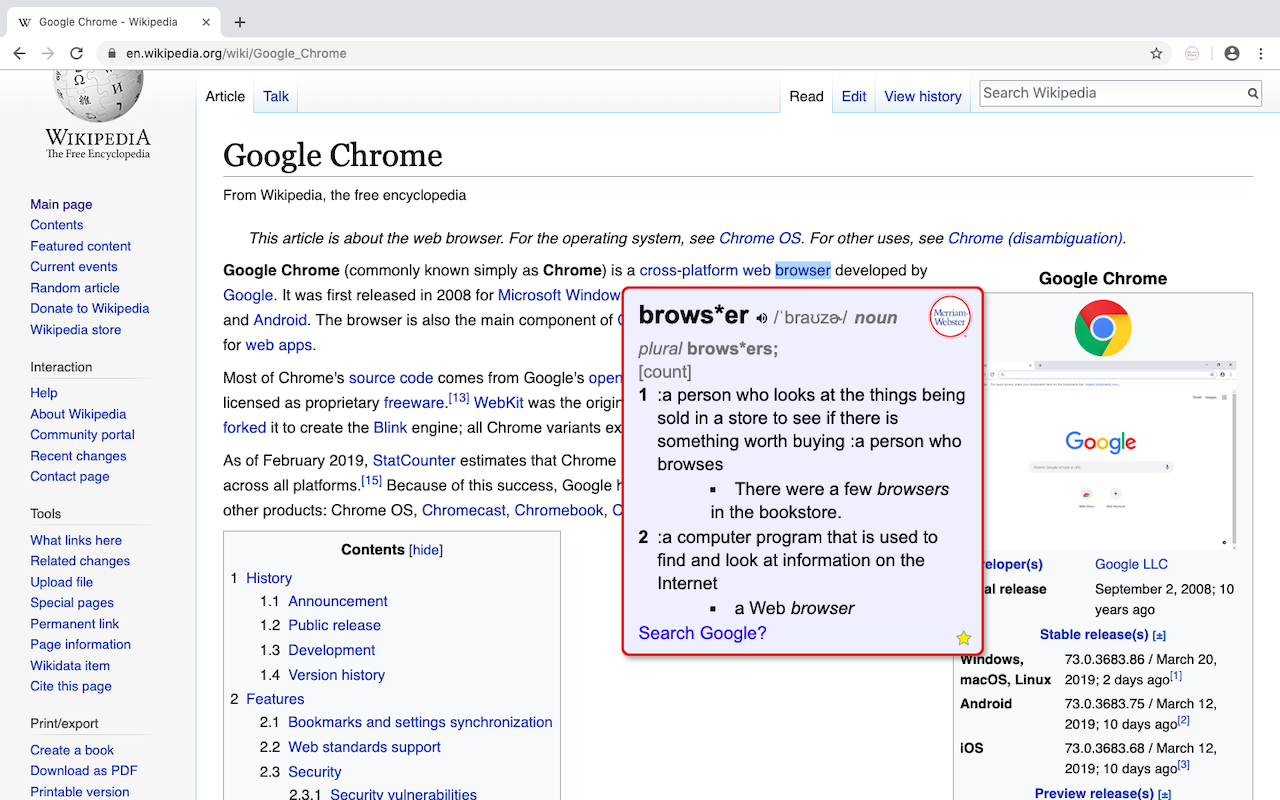 Google Chrome - Wikipedia
en.wikipedia.org/wiki/Google_Chrome
WIKIPEDIA
The Free Encyclopedia
Main page
Contents
Featured content
Current events
Random article
Donate to Wikipedia
Wikipedia store
Interaction
Help
About Wikipedia
Community portal
Recent changes
Contact page
Tools
What links here
Related changes
Upload file
Special pages
Permanent link
Page information
Wikidata item
Cite this page
Print/export
Create a book
Download as PDF
Printable version
Article Talk
Read Edit View history Search Wikipedia
Google Chrome
From Wikipedia, the free encyclopedia
This article is about the web browser. For the operating system, see Chrome OS. For other uses, see Chrome (disambiguation).
Google Chrome (commonly known simply as Chrome) is a cross-platform web browser developed by
Google. It was first released in 2008 for Microsoft Window
and Android. The browser is also the main component of
for web apps.
Most of Chrome's source code comes from Google's open
licensed as proprietary freeware.[13] WebKit was the origin
forked it to create the Blink engine; all Chrome variants ex
As of February 2019, StatCounter estimates that Chrome
across all platforms.[15] Because of this success, Google h
other products: Chrome OS, Chromecast, Chromebook, C
Contents [hide]
1 History
1.1 Announcement
1.2 Public release
1.3 Development
1.4 Version history
2 Features
2.1 Bookmarks and settings synchronization
2.2 Web standards support
2.3 Security
2.3.1 Security vulnerabilities
brows*er /ˈbraʊzɚ/ noun
Merriam-
Webster
plural brows*ers;
[count]
1 :a person who looks at the things being
sold in a store to see if there is
something worth buying :a person who
browses
▪ There were a few browsers
in the bookstore.
2 :a computer program that is used to
find and look at information on the
Internet
▪ a Web browser
Search Google?
Google Chrome
Google
Search Google or type a URL
eloper(s) Google LLC
al release September 2, 2008; 10
years ago
Stable release(s) [±]
Windows, 73.0.3683.86 / March 20,
macOS, Linux 2019; 2 days ago[1]
Android 73.0.3683.75 / March 12,
2019; 10 days ago[2]
iOS 73.0.3683.68 / March 12,
2019; 10 days ago[3]
Preview release(s) [±]